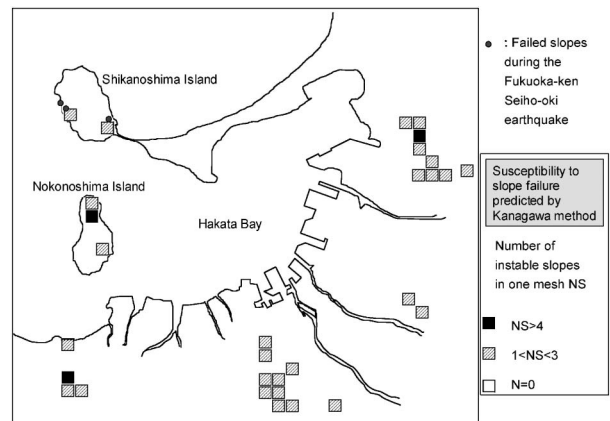 Shikanoshima Island
Nokonoshima Island
Hakata Bay
: Failed slopes
during the
Fukuoka-ken
Seiho-oki
earthquake
Susceptibility to
slope failure
predicted by
Kanagawa method
Number of
instable slopes
in one mesh NS
NS>4
1<NS<3
N=0